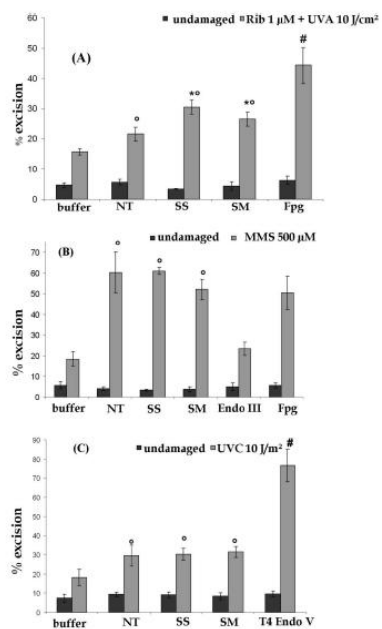 undamaged Rib 1 µM + UVA 10 J/cm²
(A)
% excision
60
50
40
30
20
10
0
° *° *° #
buffer NT SS SM Fpg
undamaged MMS 500 µM
(B)
% excision
70
60
50
40
30
20
10
0
° ° °
buffer NT SS SM Endo III Fpg
undamaged UVC 10 J/m²
(C)
% excision
90
80
70
60
50
40
30
20
10
0
° ° ° #
buffer NT SS SM T4 Endo V